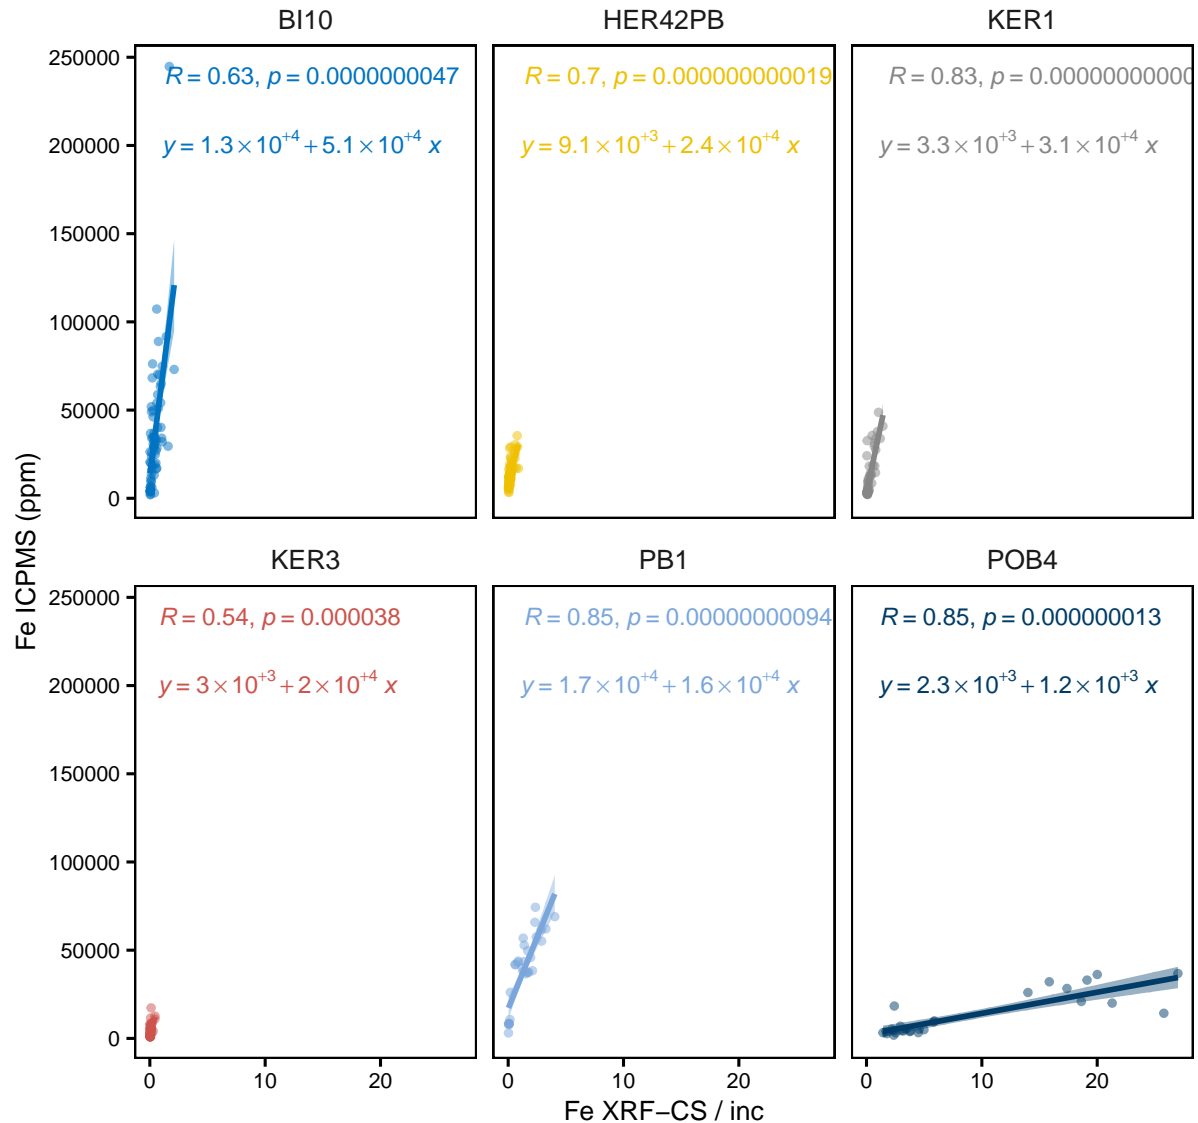 BI10 HER42PB KER1
250000
R = 0.63, p = 0.0000000047
R = 0.7, p = 0.000000000019
R = 0.83, p = 0.00000000000
200000
y = 1.3×10⁺⁴ + 5.1×10⁺⁴ x
y = 9.1×10⁺³ + 2.4×10⁺⁴ x
y = 3.3×10⁺³ + 3.1×10⁺⁴ x
150000
100000
50000
0
Fe ICPMS (ppm)
KER3 PB1 POB4
250000
R = 0.54, p = 0.000038
R = 0.85, p = 0.00000000094
R = 0.85, p = 0.000000013
200000
y = 3×10⁺³ + 2×10⁺⁴ x
y = 1.7×10⁺⁴ + 1.6×10⁺⁴ x
y = 2.3×10⁺³ + 1.2×10⁺³ x
150000
100000
50000
0
0 10 20 0 10 20 0 10 20
Fe XRF−CS / inc